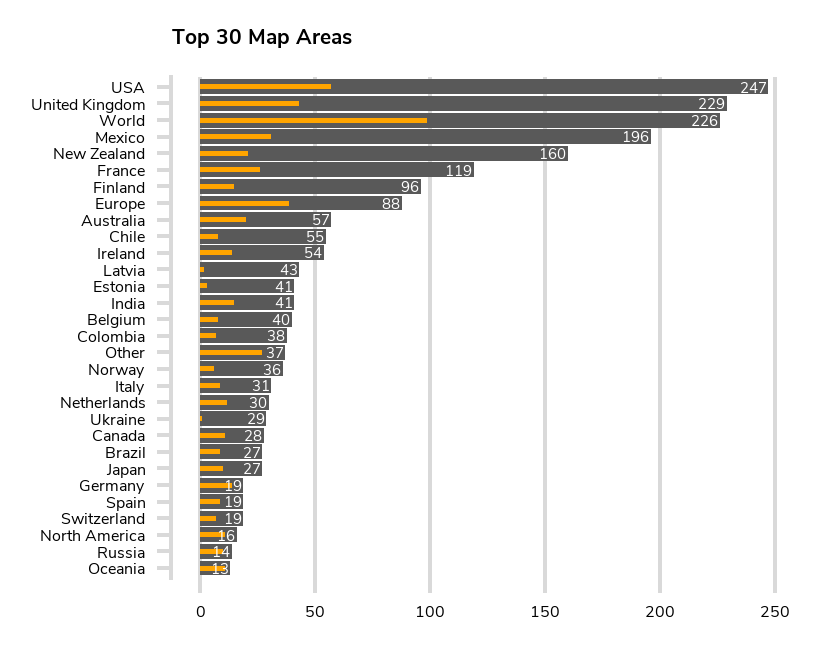 Top 30 Map Areas
USA 247
United Kingdom 229
World 226
Mexico 196
New Zealand 160
France 119
Finland 96
Europe 88
Australia 57
Chile 55
Ireland 54
Latvia 43
Estonia 41
India 41
Belgium 40
Colombia 38
Other 37
Norway 36
Italy 31
Netherlands 30
Ukraine 29
Canada 28
Brazil 27
Japan 27
Germany 19
Spain 19
Switzerland 19
North America 16
Russia 14
Oceania 13
0 50 100 150 200 250